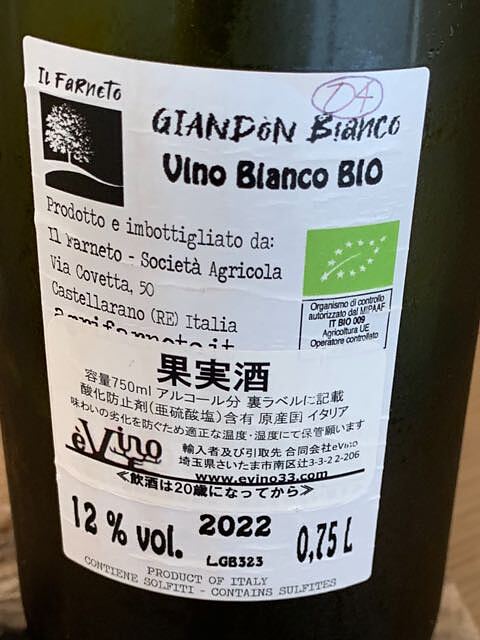 IL FARNETO
D4
GIANDÒN Bianco
Vino Bianco BIO
Prodotto e imbottigliato da:
Il Farneto - Società Agricola
Via Covetta, 50
Castellarano (RE) Italia
agrifarneto.it
Organismo di controllo
autorizzato dal MIPAAF
IT BIO 009
Agricoltura UE
Operatore controllato
果実酒
容量750ml アルコール分 裏ラベルに記載
酸化防止剤(亜硫酸塩)含有 原産国 イタリア
味わいの劣化を防ぐため適正な温度・湿度にて保管願います
èVino
輸入者及び引取先 合同会社eVino
埼玉県さいたま市南区辻3-3-2 2-206
www.evino33.com
≪飲酒は20歳になってから≫
12 % vol.
2022
LGB323
0,75 L
PRODUCT OF ITALY
CONTIENE SOLFITI - CONTAINS SULFITES